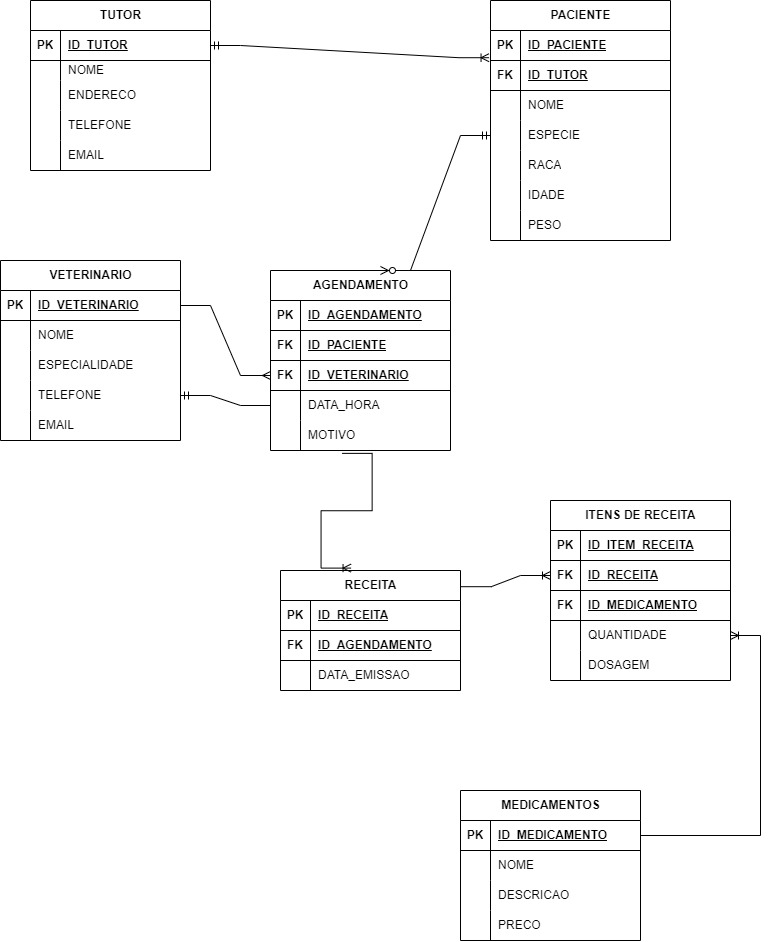 TUTOR
PK ID_TUTOR
NOME
ENDERECO
TELEFONE
EMAIL
PACIENTE
PK ID_PACIENTE
FK ID_TUTOR
NOME
ESPECIE
RACA
IDADE
PESO
VETERINARIO
PK ID_VETERINARIO
NOME
ESPECIALIDADE
TELEFONE
EMAIL
AGENDAMENTO
PK ID_AGENDAMENTO
FK ID_PACIENTE
FK ID_VETERINARIO
DATA_HORA
MOTIVO
RECEITA
PK ID_RECEITA
FK ID_AGENDAMENTO
DATA_EMISSAO
ITENS DE RECEITA
PK ID_ITEM_RECEITA
FK ID_RECEITA
FK ID_MEDICAMENTO
QUANTIDADE
DOSAGEM
MEDICAMENTOS
PK ID_MEDICAMENTO
NOME
DESCRICAO
PRECO